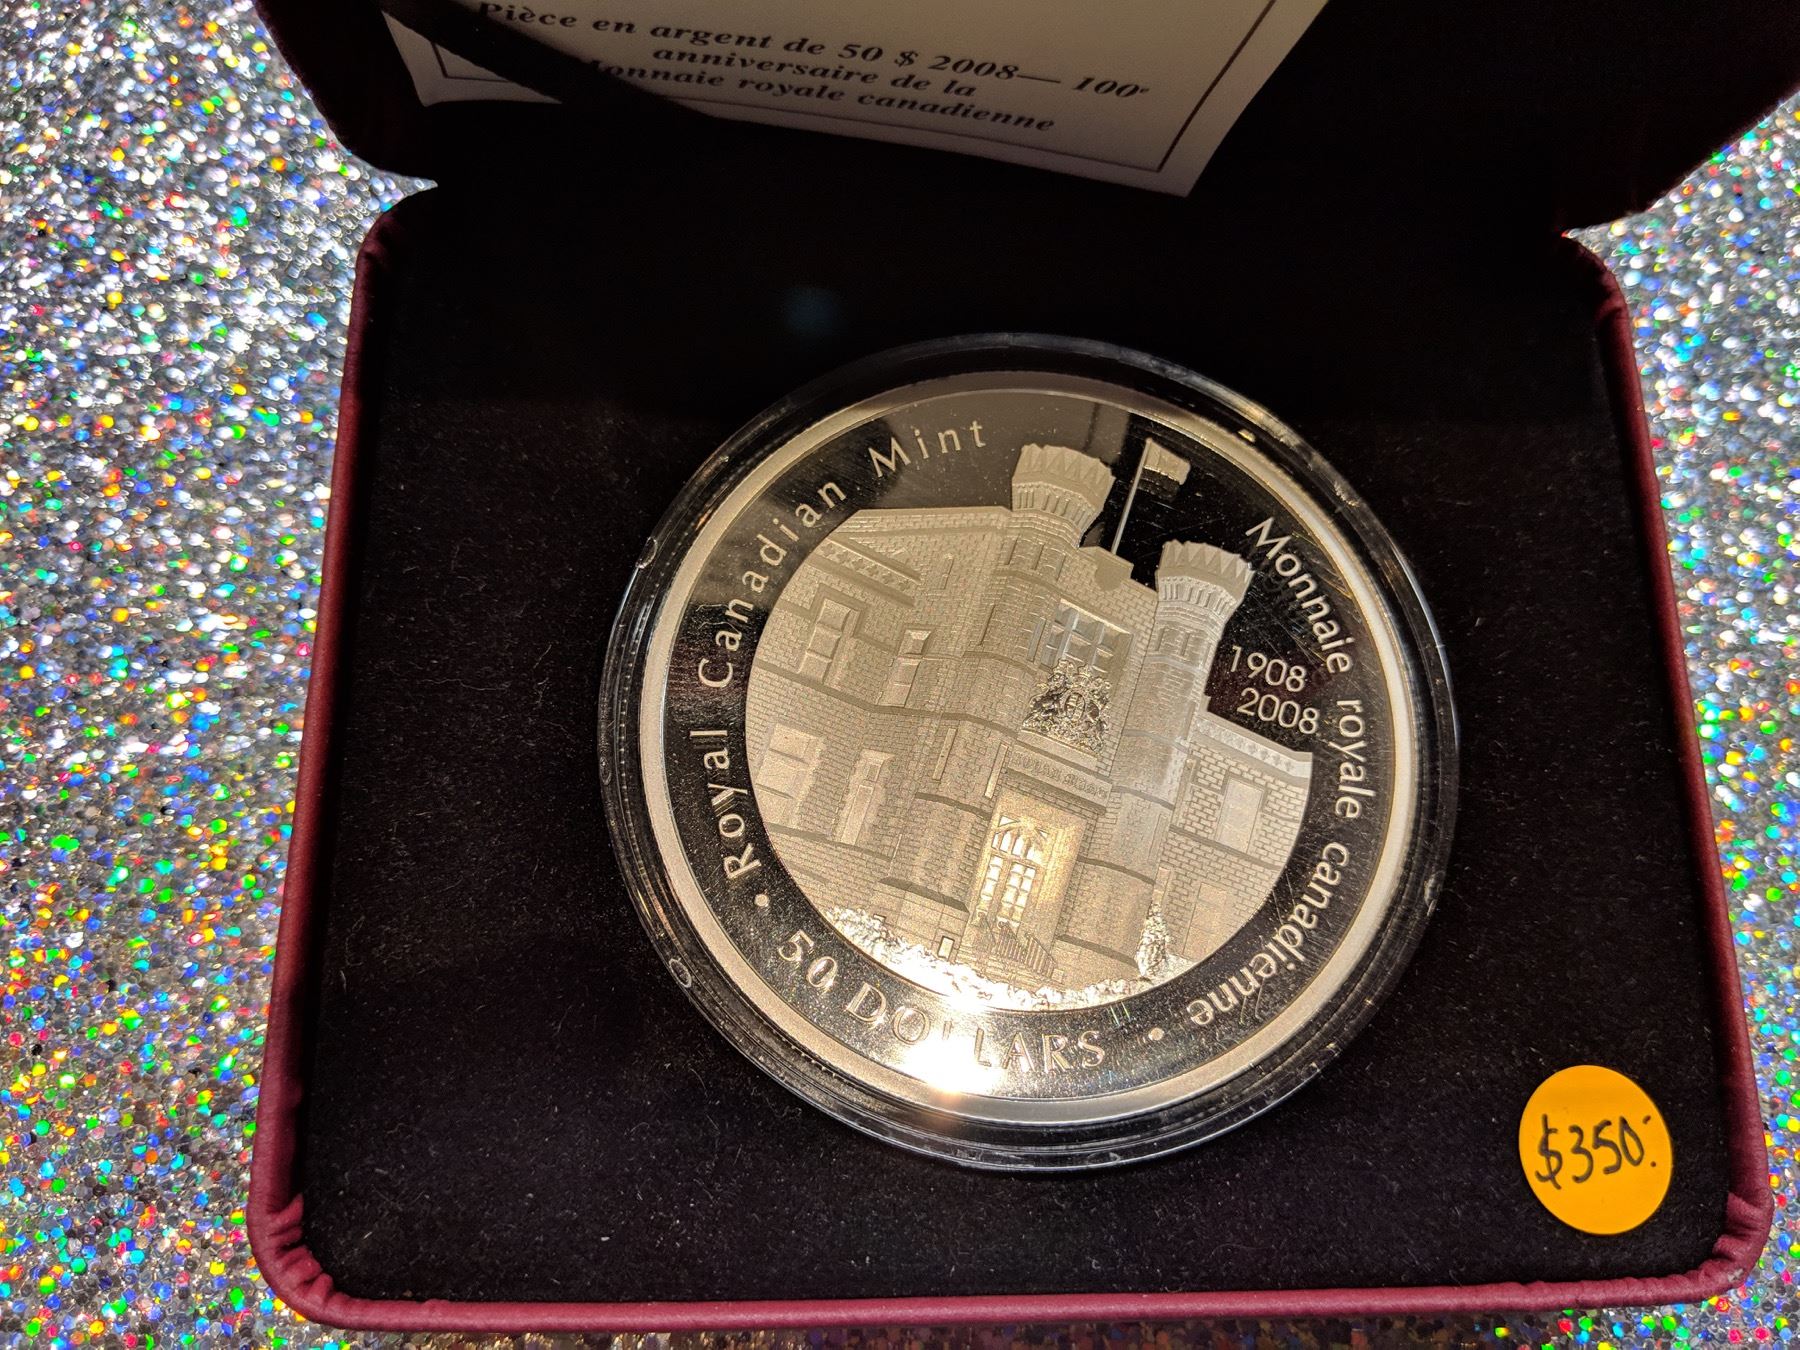 Pièce en argent de 50 $ 2008— 100e
anniversaire de la
Monnaie royale canadienne
Royal Canadian Mint
Monnaie royale canadienne
1908
2008
50 DOLLARS
$350.